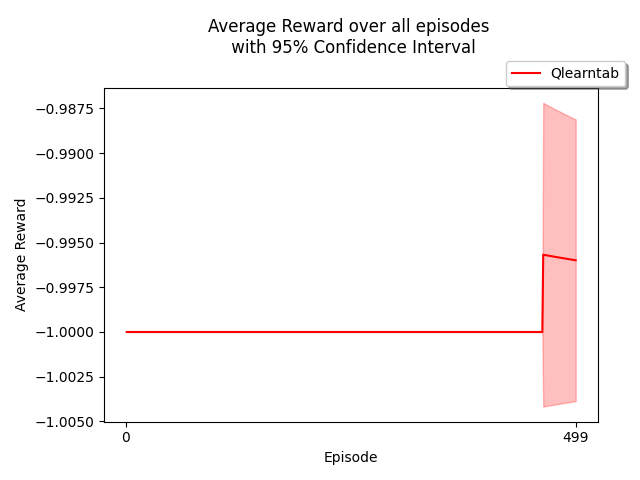 Average Reward over all episodes
with 95% Confidence Interval
Qlearntab
−0.9875
−0.9900
−0.9925
−0.9950
−0.9975
−1.0000
−1.0025
−1.0050
Average Reward
0
499
Episode